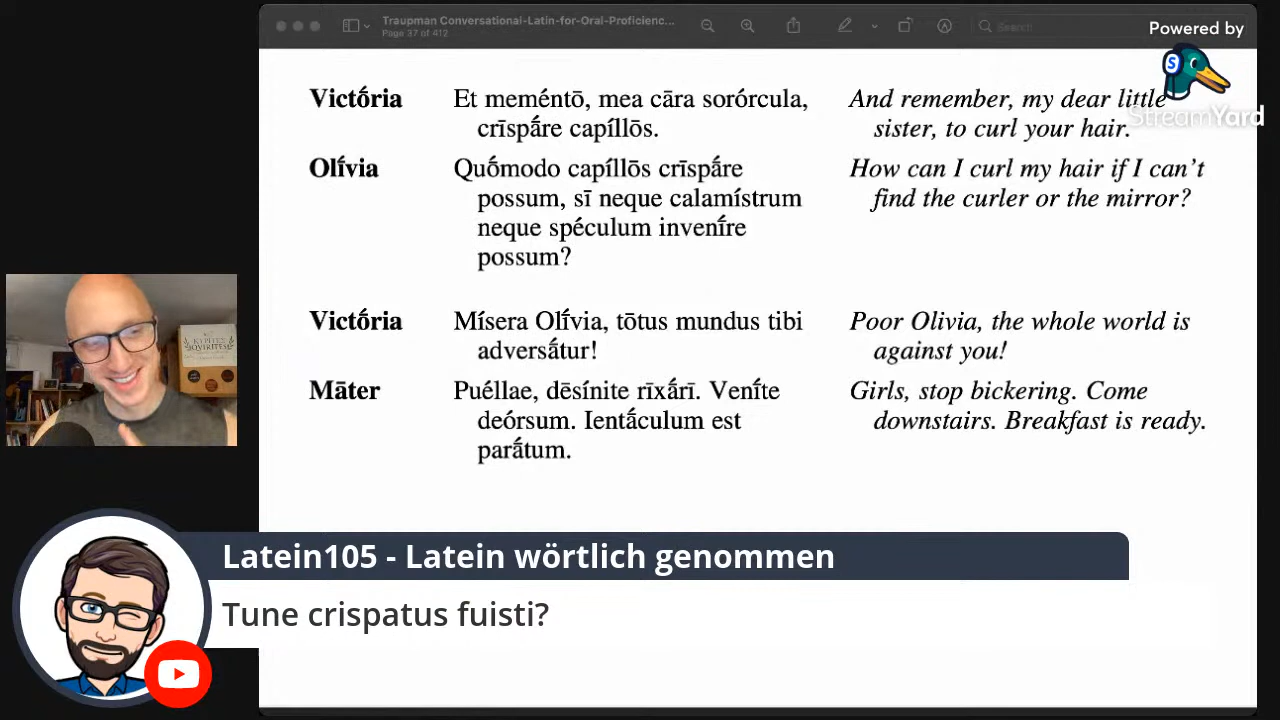 Traupman Conversational-Latin-for-Oral-Proficienc...
Page 37 of 412
Search
Powered by
S
StreamYard
Victṓria Et meméntō, mea cāra sorórcula, And remember, my dear little
crīspā́re capíllōs. sister, to curl your hair.
Olī́via Quṓmodo capíllōs crīspā́re How can I curl my hair if I can't
possum, sī neque calamístrum find the curler or the mirror?
neque spéculum invenī́re
possum?
Victṓria Mísera Olī́via, tōtus mundus tibi Poor Olivia, the whole world is
adversā́tur! against you!
Māter Puéllae, dēsínite rīxā́rī. Venī́te Girls, stop bickering. Come
deórsum. Ientā́culum est downstairs. Breakfast is ready.
parā́tum.
Latein105 - Latein wörtlich genommen
Tune crispatus fuisti?